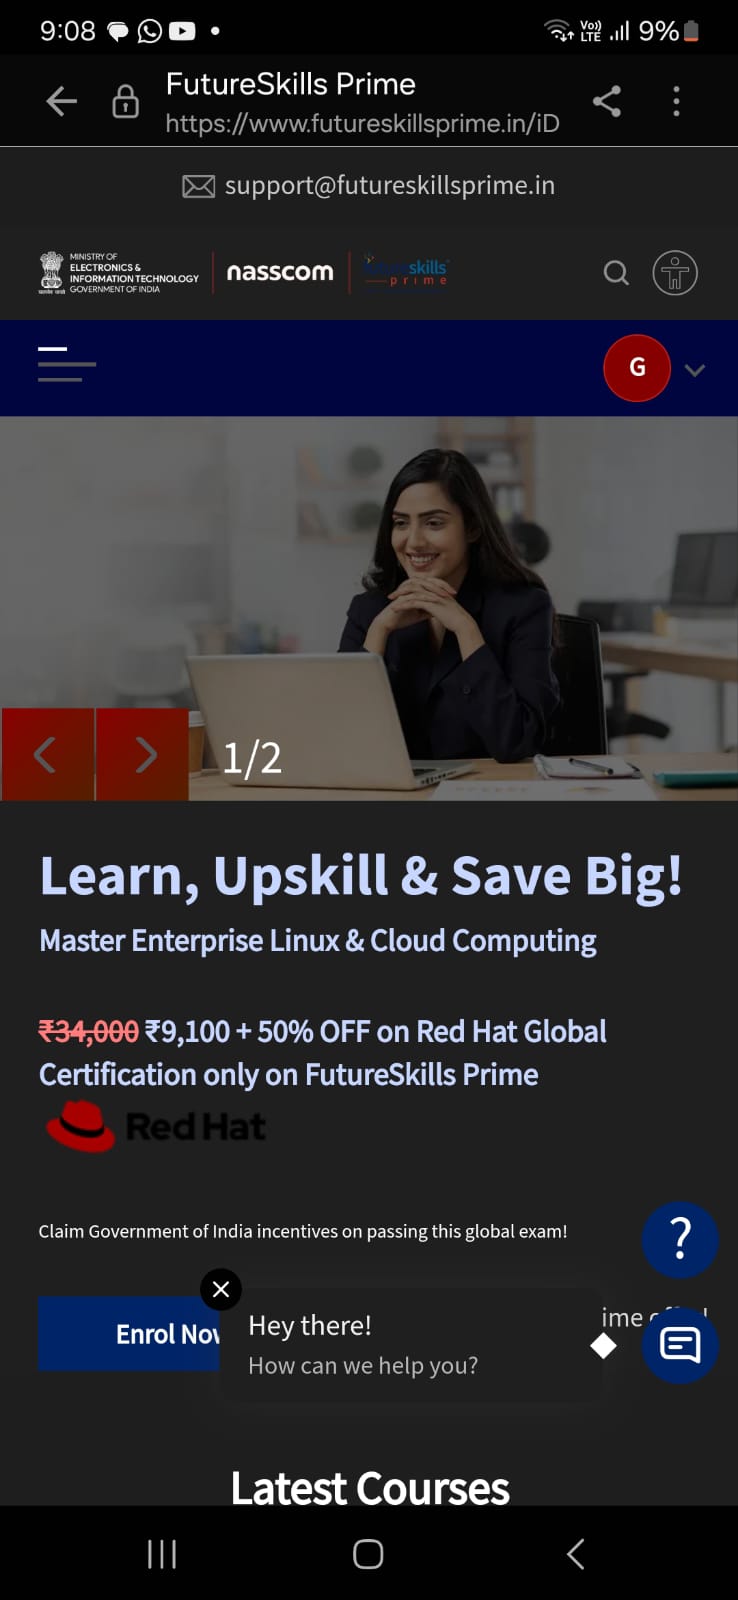 9:08
Vo))
LTE
9%
FutureSkills Prime
https://www.futureskillsprime.in/iD
support@futureskillsprime.in
MINISTRY OF
ELECTRONICS &
INFORMATION TECHNOLOGY
GOVERNMENT OF INDIA
nasscom
skills
prime
G
1/2
Learn, Upskill & Save Big!
Master Enterprise Linux & Cloud Computing
₹34,000 ₹9,100 + 50% OFF on Red Hat Global
Certification only on FutureSkills Prime
Red Hat
Claim Government of India incentives on passing this global exam!
?
Enrol Now
Hey there!
How can we help you?
Latest Courses